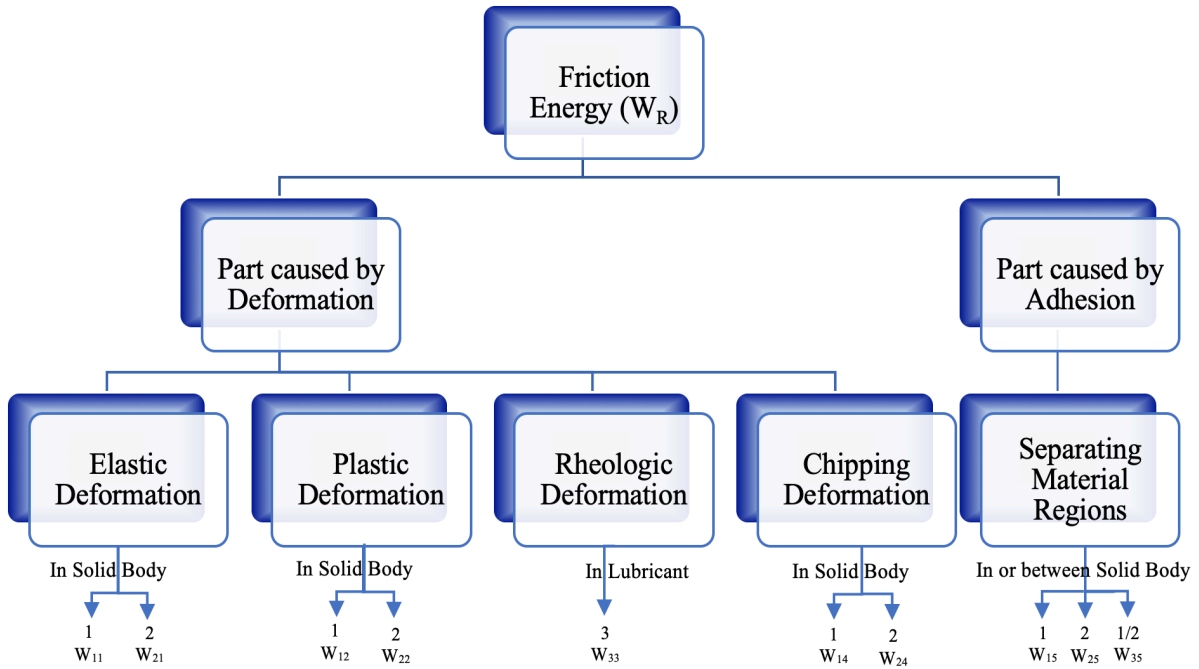 Friction
Energy (W_R)
Part caused by
Deformation
Part caused by
Adhesion
Elastic
Deformation
Plastic
Deformation
Rheologic
Deformation
Chipping
Deformation
Separating
Material
Regions
In Solid Body
In Solid Body
In Lubricant
In Solid Body
In or between Solid Body
1
W₁₁
2
W₂₁
1
W₁₂
2
W₂₂
3
W₃₃
1
W₁₄
2
W₂₄
1
W₁₅
2
W₂₅
1/2
W₃₅